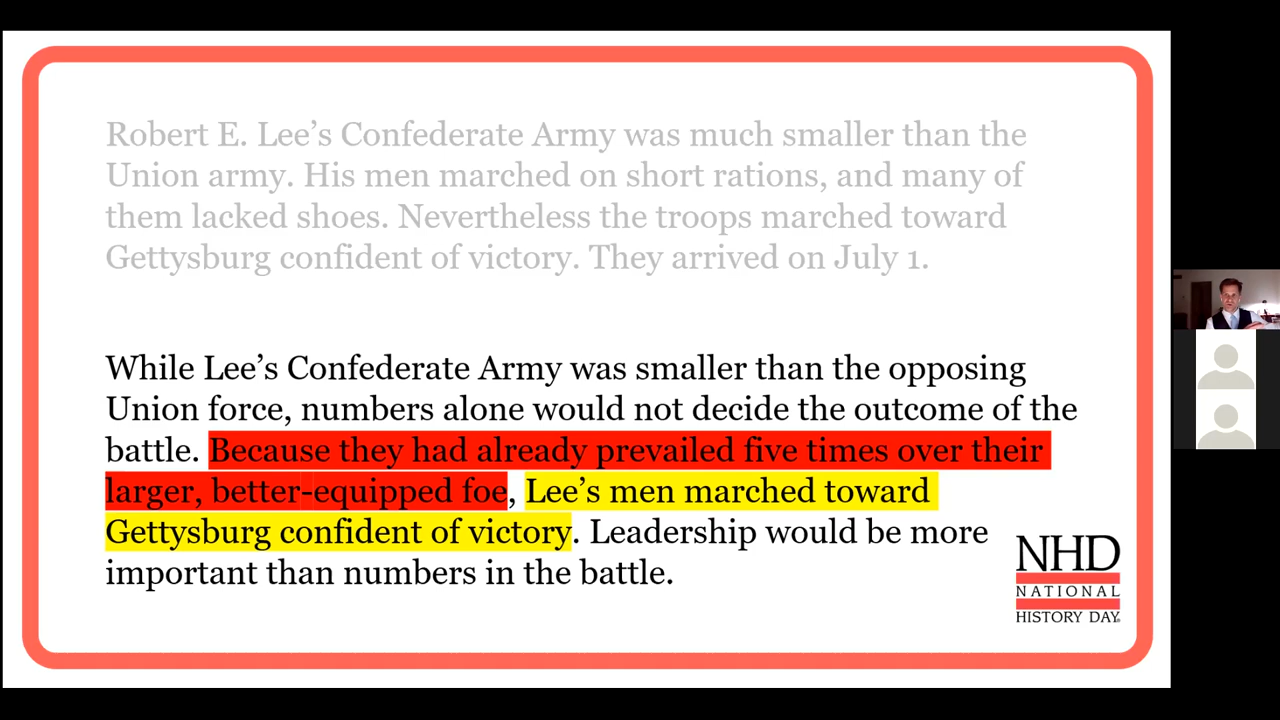 Robert E. Lee’s Confederate Army was much smaller than the
Union army. His men marched on short rations, and many of
them lacked shoes. Nevertheless the troops marched toward
Gettysburg confident of victory. They arrived on July 1.
While Lee’s Confederate Army was smaller than the opposing
Union force, numbers alone would not decide the outcome of the
battle. Because they had already prevailed five times over their
larger, better-equipped foe, Lee’s men marched toward
Gettysburg confident of victory. Leadership would be more
important than numbers in the battle.
NHD
NATIONAL
HISTORY DAY